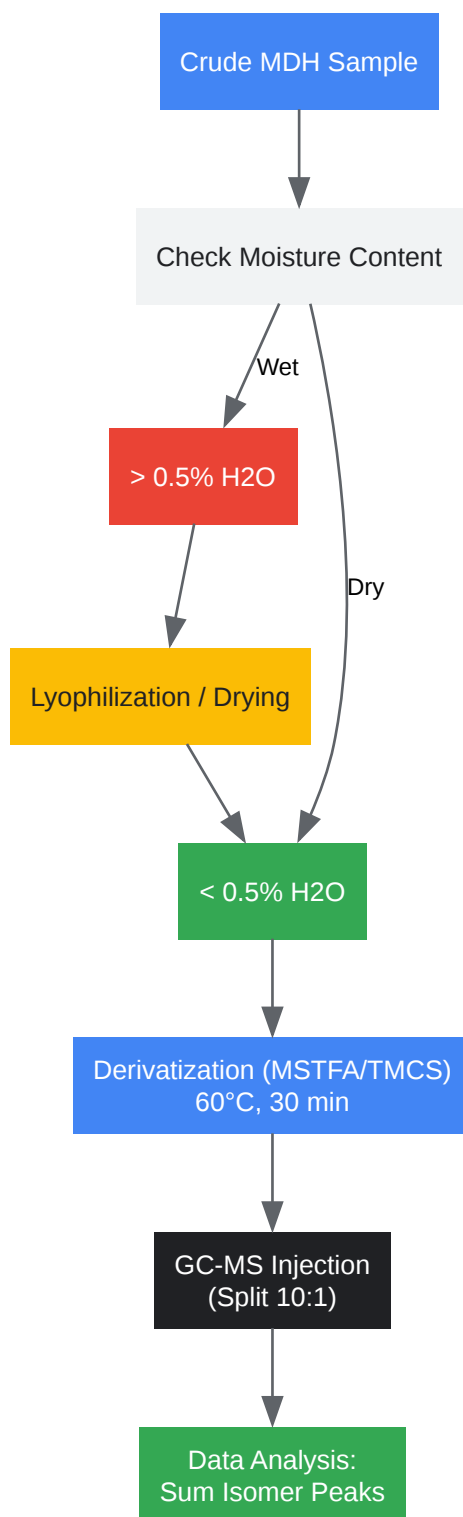 Crude MDH Sample
Check Moisture Content
Wet
> 0.5% H2O
Dry
Lyophilization / Drying
< 0.5% H2O
Derivatization (MSTFA/TMCS)
60°C, 30 min
GC-MS Injection
(Split 10:1)
Data Analysis:
Sum Isomer Peaks